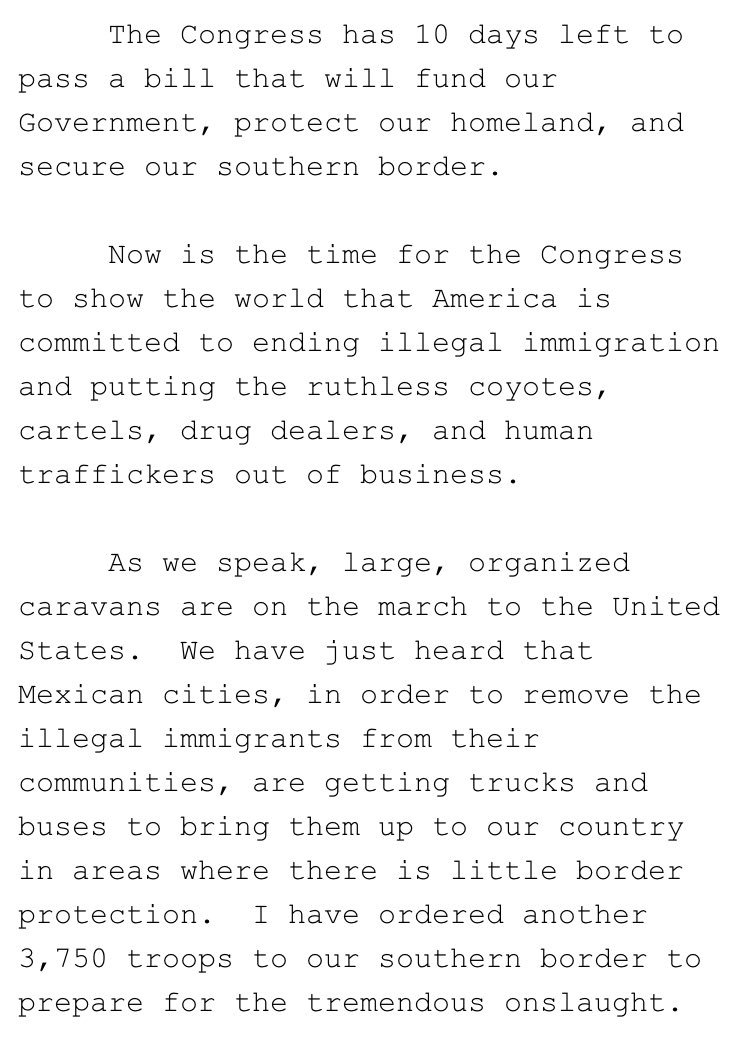 The Congress has 10 days left to
pass a bill that will fund our
Government, protect our homeland, and
secure our southern border.
Now is the time for the Congress
to show the world that America is
committed to ending illegal immigration
and putting the ruthless coyotes,
cartels, drug dealers, and human
traffickers out of business.
As we speak, large, organized
caravans are on the march to the United
States.  We have just heard that
Mexican cities, in order to remove the
illegal immigrants from their
communities, are getting trucks and
buses to bring them up to our country
in areas where there is little border
protection.  I have ordered another
3,750 troops to our southern border to
prepare for the tremendous onslaught.